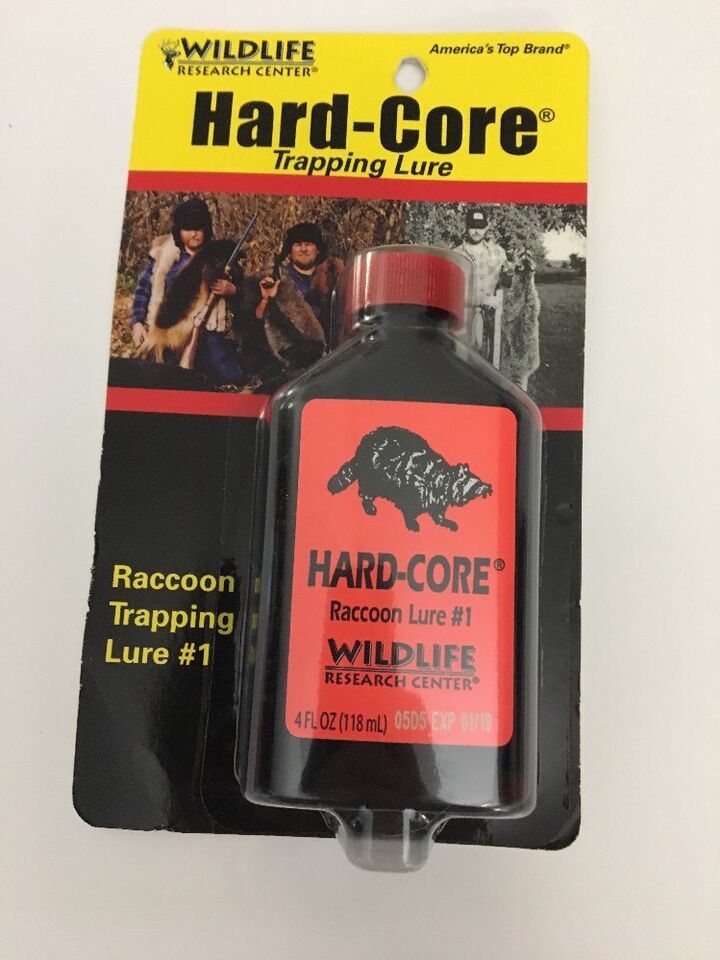 WILDLIFE
RESEARCH CENTER®
America's Top Brand®
Hard-Core®
Trapping Lure
Raccoon
Trapping
Lure #1
HARD-CORE®
Raccoon Lure #1
WILDLIFE
RESEARCH CENTER®
4 FL OZ (118 mL) 05D5 EXP 01/19